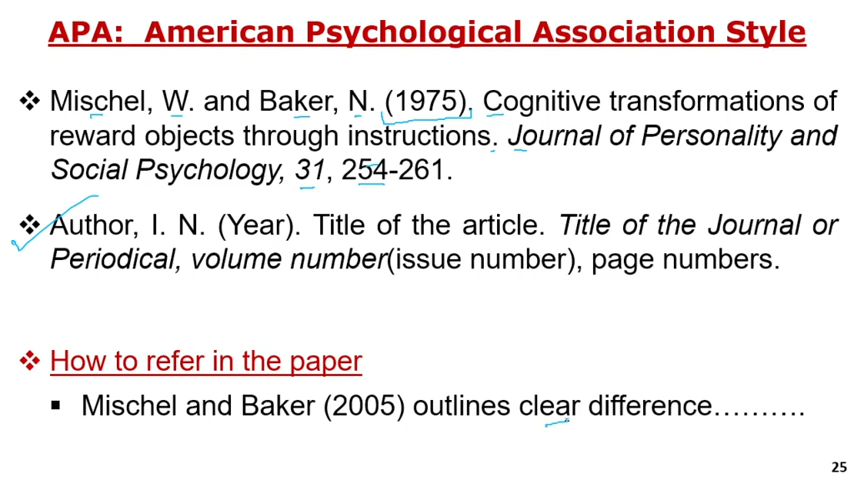 APA: American Psychological Association Style
❖ Mischel, W. and Baker, N. (1975). Cognitive transformations of
reward objects through instructions. Journal of Personality and
Social Psychology, 31, 254-261.
❖ Author, I. N. (Year). Title of the article. Title of the Journal or
Periodical, volume number(issue number), page numbers.
❖ How to refer in the paper
▪ Mischel and Baker (2005) outlines clear difference……….
25